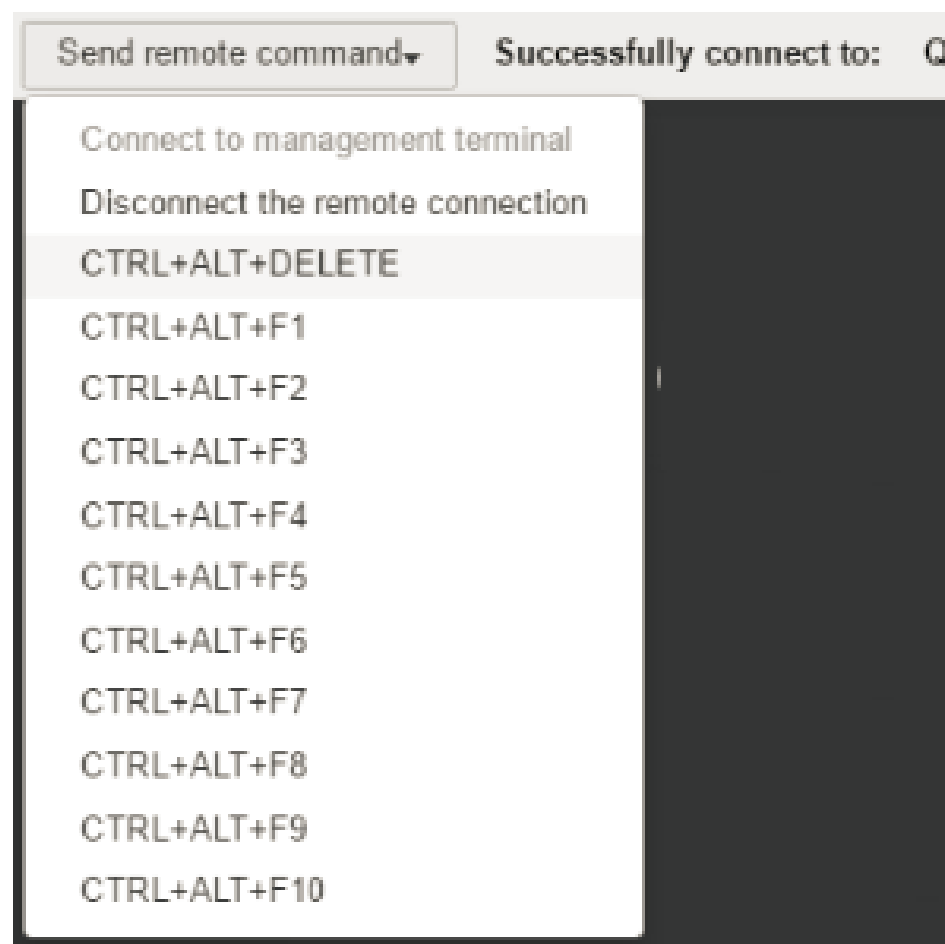 Send remote command
Successfully connect to: Q
Connect to management terminal
Disconnect the remote connection
CTRL+ALT+DELETE
CTRL+ALT+F1
CTRL+ALT+F2
CTRL+ALT+F3
CTRL+ALT+F4
CTRL+ALT+F5
CTRL+ALT+F6
CTRL+ALT+F7
CTRL+ALT+F8
CTRL+ALT+F9
CTRL+ALT+F10